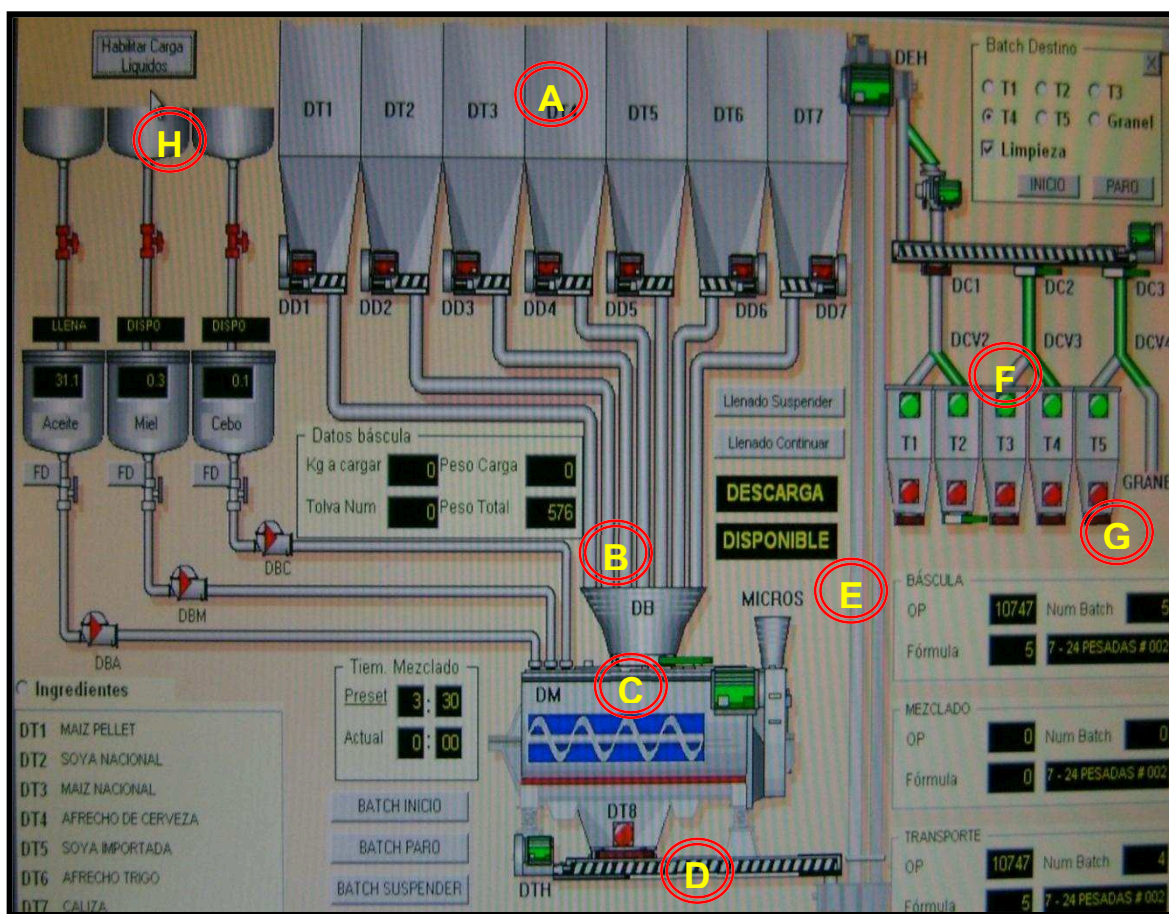 Habilitar Carga
Liquidos
H
DT1 DT2 DT3 DT4 DT5 DT6 DT7
A
DEH
Batch Destino
X
T1 T2 T3
T4 T5 Granel
Limpieza
INICIO PARO
DD1 DD2 DD3 DD4 DD5 DD6 DD7
DC1 DC2 DC3
DCV2 DCV3 DCV4
F
LLENA DISPO DISPO
31.1 0.3 0.1
Aceite Miel Cebo
FD FD FD
Llenado Suspender
Llenado Continuar
T1 T2 T3 T4 T5
GRANE
G
Datos báscula
Kg a cargar 0 Peso Carga 0
Tolva Num 0 Peso Total 576
DESCARGA
DISPONIBLE
B
E
DBC
DBM
DBA
DB
MICROS
BÁSCULA
OP 10747 Num Batch 5
Fórmula 5 7 - 24 PESADAS # 002
Tiem. Mezclado
Preset 3 : 30
Actual 0 : 00
DM
C
MEZCLADO
OP 0 Num Batch 0
Fórmula 0 7 - 24 PESADAS # 002
Ingredientes
DT1 MAIZ PELLET
DT2 SOYA NACIONAL
DT3 MAIZ NACIONAL
DT4 AFRECHO DE CERVEZA
DT5 SOYA IMPORTADA
DT6 AFRECHO TRIGO
DT7 CALIZA
BATCH INICIO
BATCH PARO
BATCH SUSPENDER
DT8
DTH
D
TRANSPORTE
OP 10747 Num Batch 4
Fórmula 5 7 - 24 PESADAS # 002